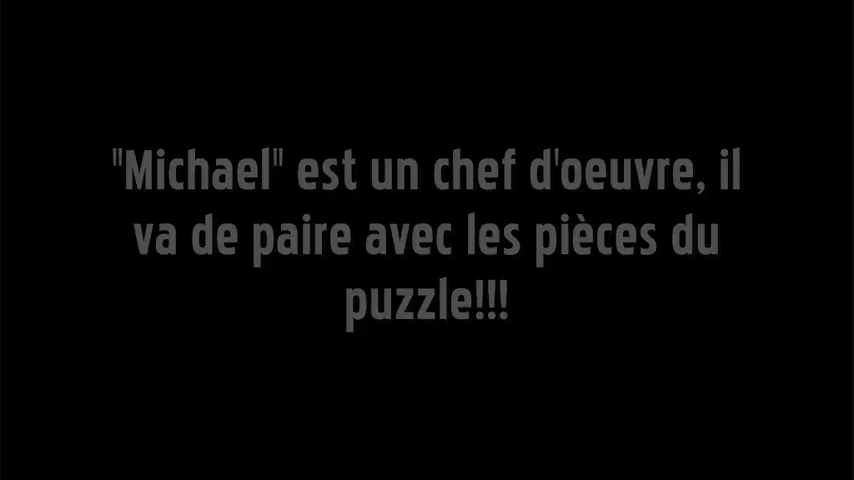 "Michael" est un chef d'oeuvre, il
va de paire avec les pièces du
puzzle!!!